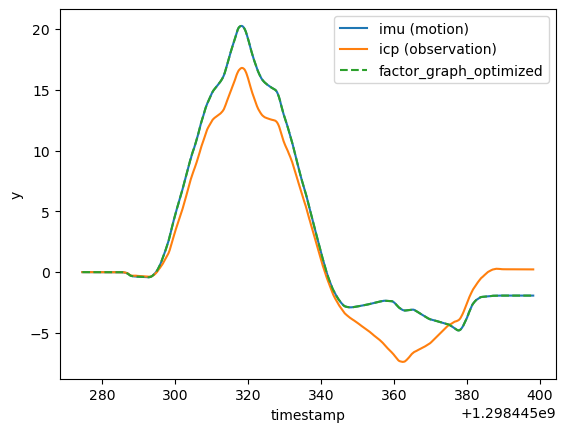 imu (motion)
icp (observation)
factor_graph_optimized
20
15
10
5
0
−5
y
280 300 320 340 360 380 400
timestamp
+1.298445e9